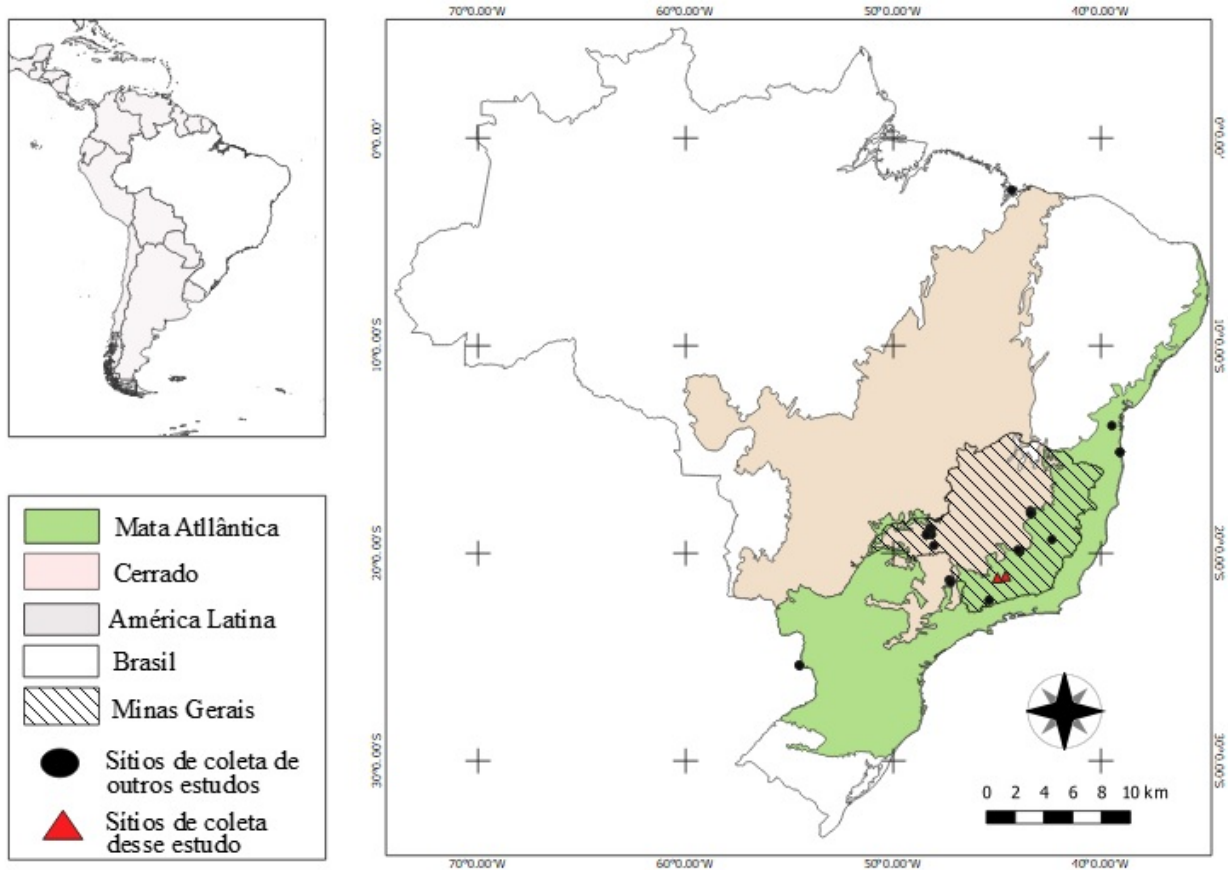 70°0.00'W 60°0.00'W 50°0.00'W 40°0.00'W
0°0.00' 0°0.00'
10°0.00'S 10°0.00'S
20°0.00'S 20°0.00'S
30°0.00'S 30°0.00'S
Mata Atllântica
Cerrado
América Latina
Brasil
Minas Gerais
Sítios de coleta de
outros estudos
Sítios de coleta
desse estudo
0 2 4 6 8 10 km
70°0.00'W 60°0.00'W 50°0.00'W 40°0.00'W